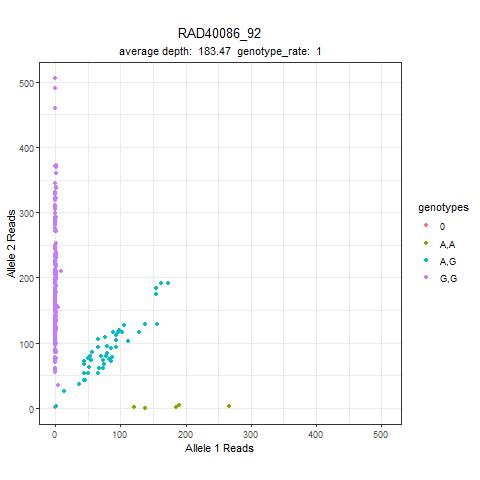 RAD40086_92
average depth: 183.47 genotype_rate: 1
500
400
300
200
100
0
Allele 2 Reads
0 100 200 300 400 500
Allele 1 Reads
genotypes
0
A,A
A,G
G,G